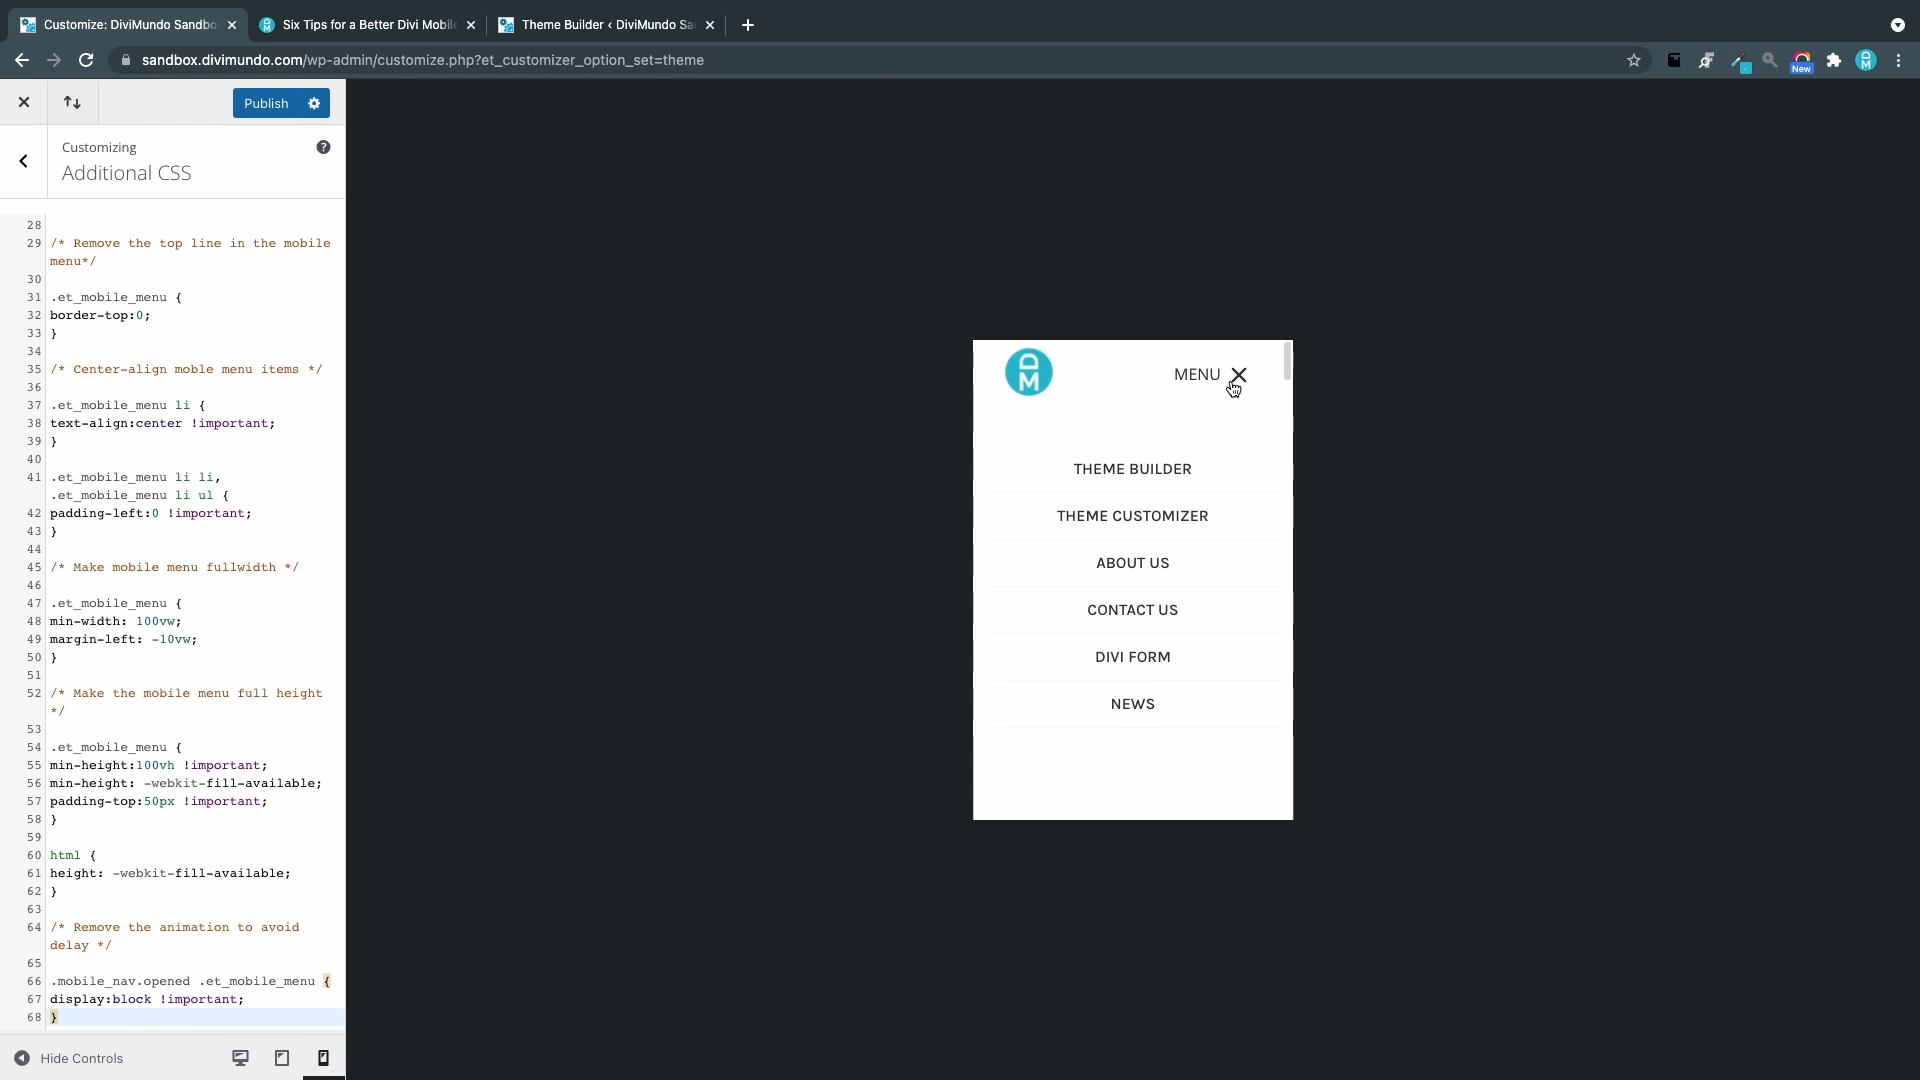 Customize: DiviMundo Sandbo
Six Tips for a Better Divi Mobile
Theme Builder ‹ DiviMundo Sa
sandbox.divimundo.com/wp-admin/customize.php?et_customizer_option_set=theme
New
Publish
Customizing
Additional CSS
28
29 /* Remove the top line in the mobile
menu*/
30
31 .et_mobile_menu {
32 border-top:0;
33 }
34
35 /* Center-align moble menu items */
36
37 .et_mobile_menu li {
38 text-align:center !important;
39 }
40
41 .et_mobile_menu li li,
.et_mobile_menu li ul {
42 padding-left:0 !important;
43 }
44
45 /* Make mobile menu fullwidth */
46
47 .et_mobile_menu {
48 min-width: 100vw;
49 margin-left: -10vw;
50 }
51
52 /* Make the mobile menu full height
*/
53
54 .et_mobile_menu {
55 min-height:100vh !important;
56 min-height: -webkit-fill-available;
57 padding-top:50px !important;
58 }
59
60 html {
61 height: -webkit-fill-available;
62 }
63
64 /* Remove the animation to avoid
delay */
65
66 .mobile_nav.opened .et_mobile_menu {
67 display:block !important;
68 }
Hide Controls
DM
MENU
THEME BUILDER
THEME CUSTOMIZER
ABOUT US
CONTACT US
DIVI FORM
NEWS